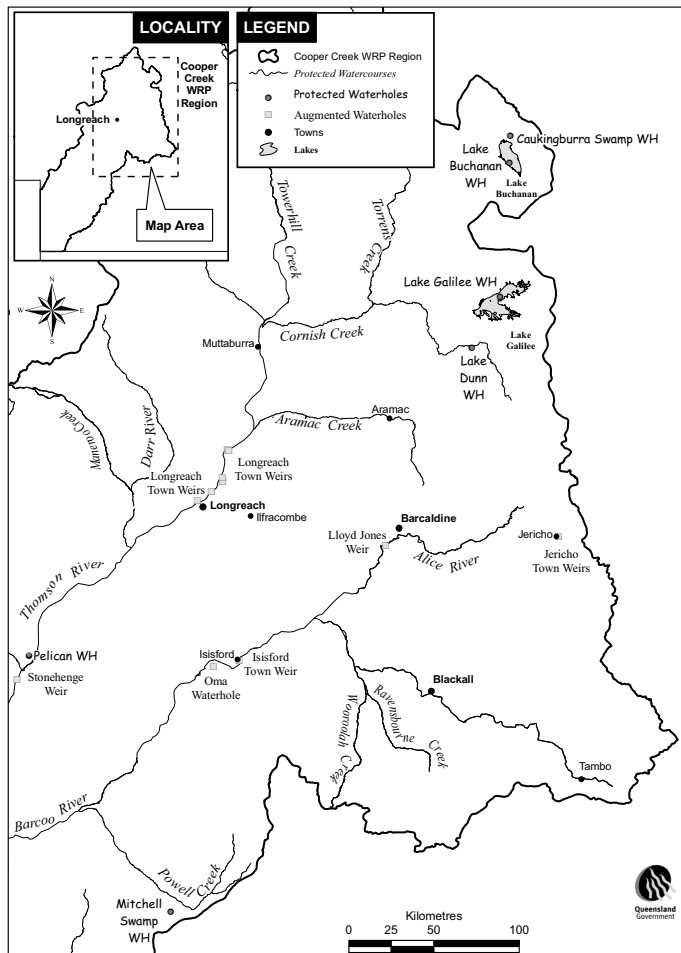 LOCALITY
Cooper
Creek
WRP
Region
Longreach
Map Area
LEGEND
Cooper Creek WRP Region
Protected Watercourses
Protected Waterholes
Augmented Waterholes
Towns
Lakes
Caukingburra Swamp WH
Lake
Buchanan
WH
Lake
Buchanan
Towerhill
Creek
Torrens
Creek
N
W
E
S
Lake Galilee WH
Lake
Galilee
Cornish Creek
Muttaburra
Lake
Dunn
WH
Aramac
Aramac Creek
Maneroo Creek
Darr River
Longreach
Town Weirs
Longreach
Town Weirs
Longreach
Ilfracombe
Barcaldine
Lloyd Jones
Weir
Alice River
Jericho
Jericho
Town Weirs
Thomson River
Pelican WH
Stonehenge
Weir
Isisford
Isisford
Town Weir
Oma
Waterhole
Blackall
Wooroolah Creek
Ravensbourne
Creek
Tambo
Barcoo River
Powell Creek
Mitchell
Swamp
WH
Queensland
Government
Kilometres
0
25
50
100